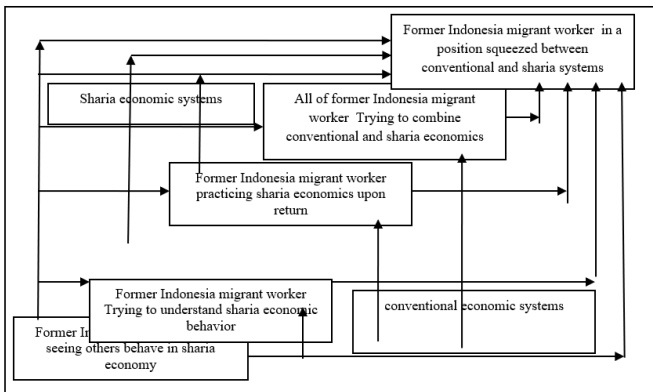 Former Indonesia migrant worker in a
position squeezed between
conventional and sharia systems
Sharia economic systems
All of former Indonesia migrant
worker Trying to combine
conventional and sharia economics
Former Indonesia migrant worker
practicing sharia economics upon
return
Former Indonesia migrant worker
Trying to understand sharia economic
behavior
conventional economic systems
Former
seeing others behave in sharia
economy